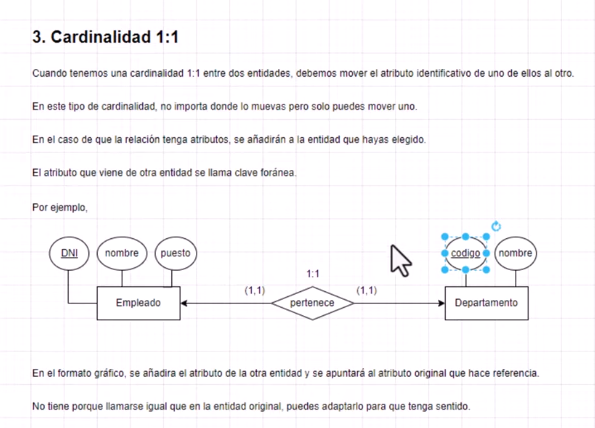 3. Cardinalidad 1:1
Cuando tenemos una cardinalidad 1:1 entre dos entidades, debemos mover el atributo identificativo de uno de ellos al otro.
En este tipo de cardinalidad, no importa donde lo muevas pero solo puedes mover uno.
En el caso de que la relación tenga atributos, se añadirán a la entidad que hayas elegido.
El atributo que viene de otra entidad se llama clave foránea.
Por ejemplo,
DNI nombre puesto codigo nombre
1:1
(1,1) (1,1)
Empleado pertenece Departamento
En el formato gráfico, se añadira el atributo de la otra entidad y se apuntará al atributo original que hace referencia.
No tiene porque llamarse igual que en la entidad original, puedes adaptarlo para que tenga sentido.